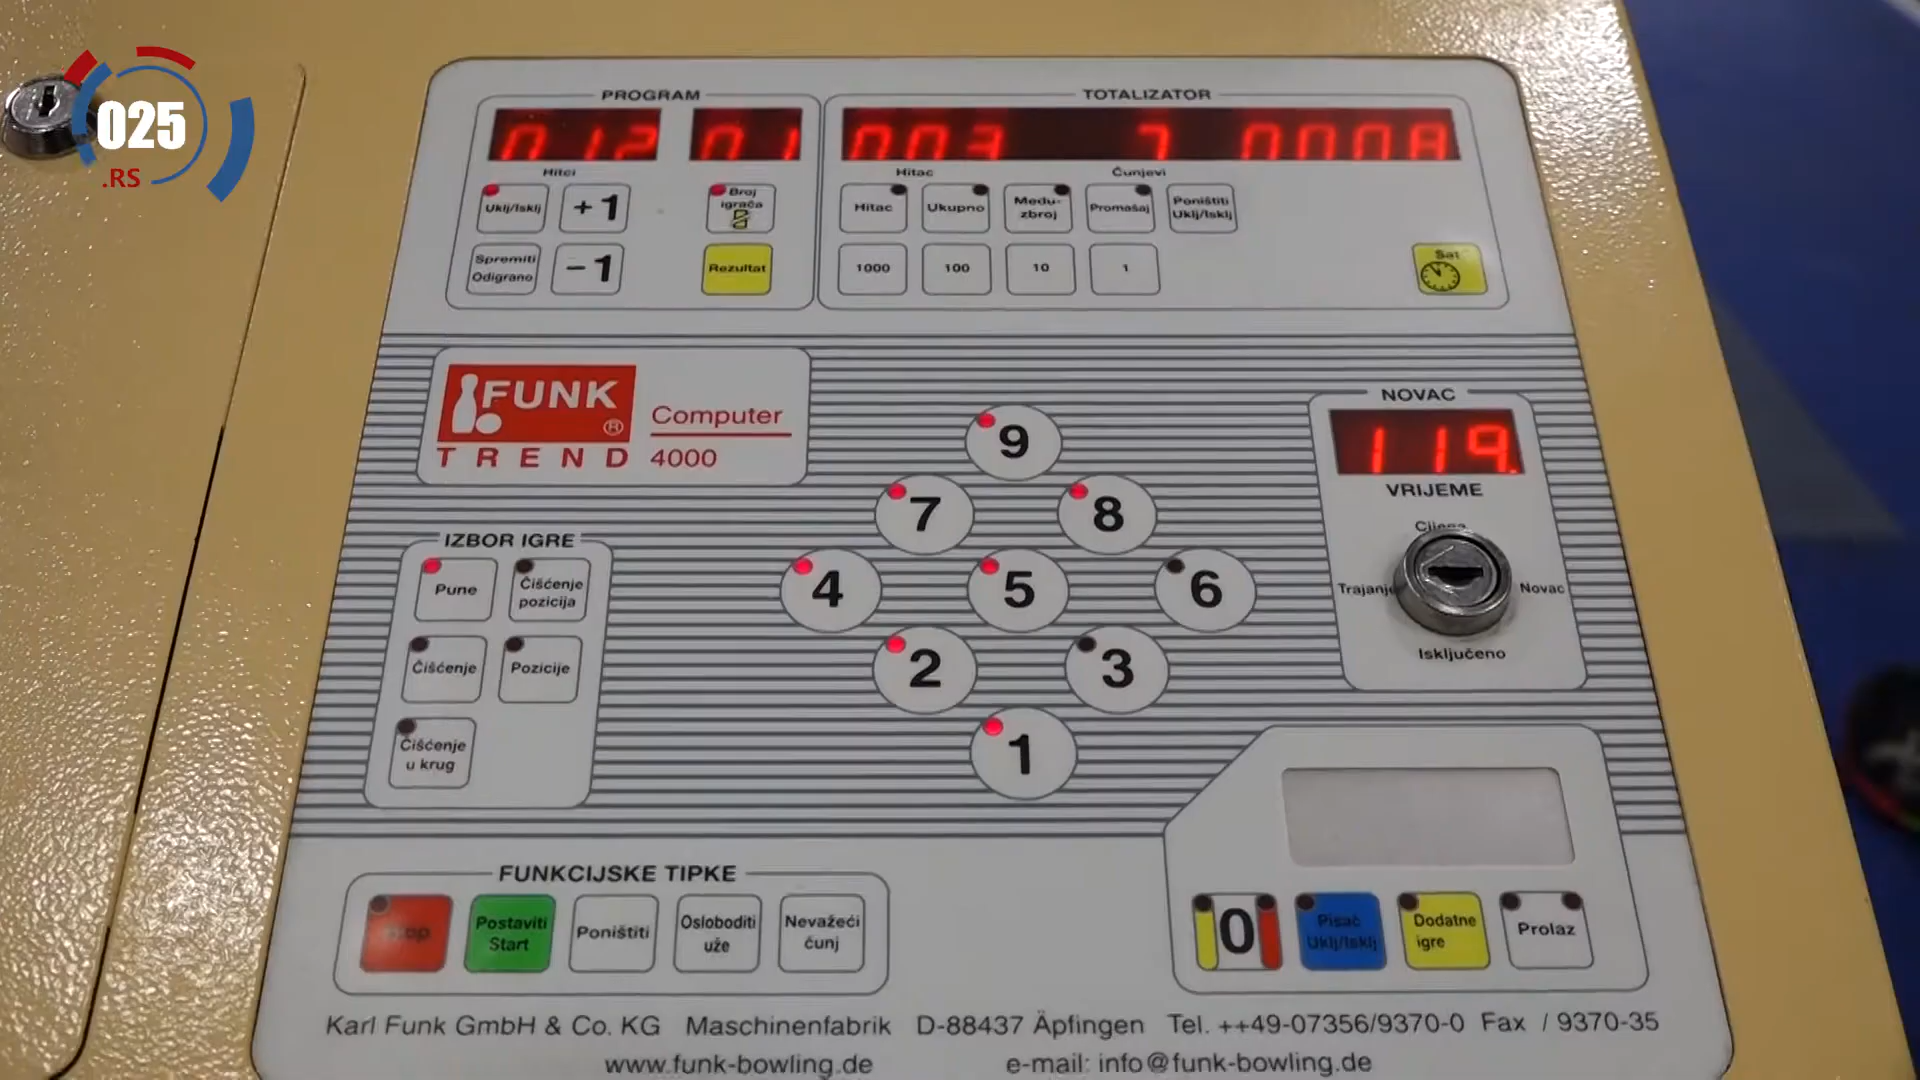 025
.RS
PROGRAM
TOTALIZATOR
Hitci
Hitac
Čunjevi
Uklj/Isklj
+1
Broj
igrača
Hitac
Ukupno
Među-
zbroj
Promašaj
Poništiti
Uklj/Isklj
Spremiti
Odigrano
-1
Rezultat
1000
100
10
1
Sat
FUNK
®
TREND
Computer
4000
NOVAC
119.
VRIJEME
Cijena
Trajanje
Novac
Isključeno
9
7
8
4
5
6
2
3
1
IZBOR IGRE
Pune
Čišćenje
pozicija
Čišćenje
Pozicije
Čišćenje
u krug
FUNKCIJSKE TIPKE
Stop
Postaviti
Start
Poništiti
Osloboditi
uže
Nevažeći
čunj
0
Pisač
Uklj/Isklj
Dodatne
igre
Prolaz
Karl Funk GmbH & Co. KG Maschinenfabrik D-88437 Äpfingen Tel. ++49-07356/9370-0 Fax / 9370-35
www.funk-bowling.de e-mail: info@funk-bowling.de